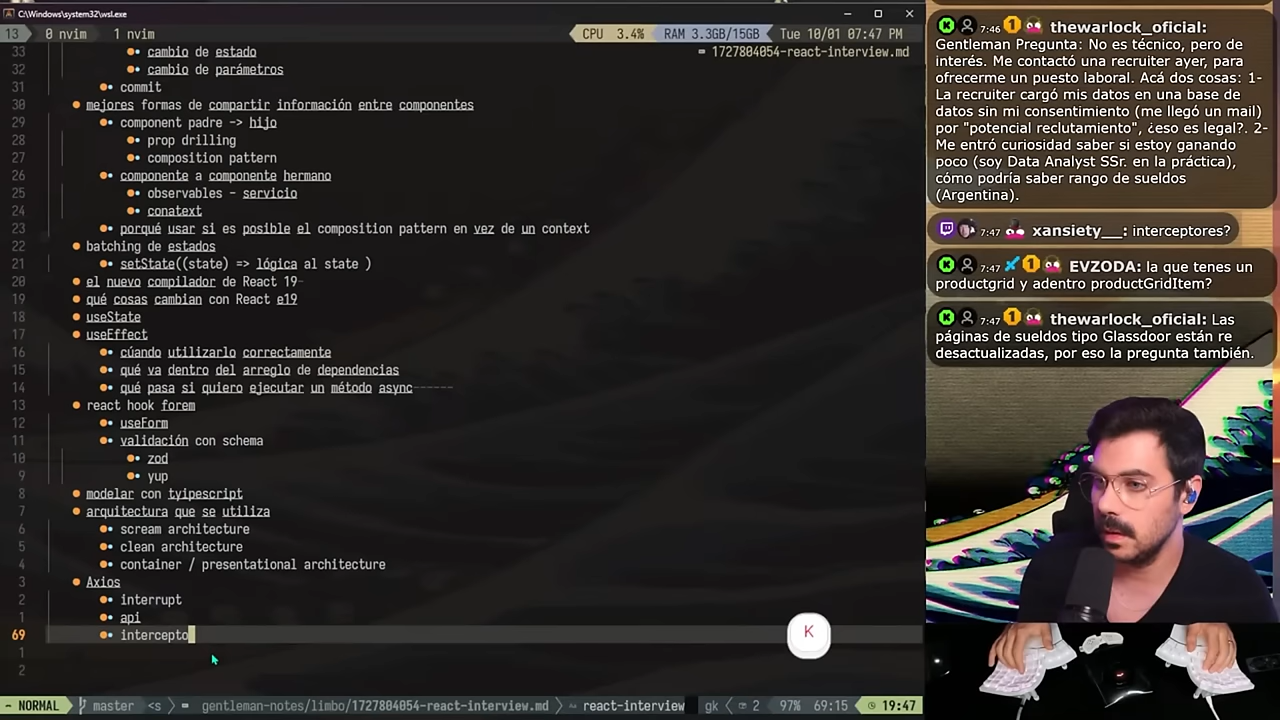 C:\Windows\system32\wsl.exe
13 0 nvim 1 nvim
CPU 3.4% RAM 3.3GB/15GB Tue 10/01 07:47 PM
1727804054-react-interview.md
33 cambio de estado
32 cambio de parámetros
31 commit
30 mejores formas de compartir información entre componentes
29 component padre -> hijo
28 prop drilling
27 composition pattern
26 componente a componente hermano
25 observables - servicio
24 conatext
23 porqué usar si es posible el composition pattern en vez de un context
22 batching de estados
21 setState((state) => lógica al state )
20 el nuevo compilador de React 19-
19 qué cosas cambian con React e19
18 useState
17 useEffect
16 cúando utilizarlo correctamente
15 qué va dentro del arreglo de dependencias
14 qué pasa si quiero ejecutar un método async------
13 react hook forem
12 useForm
11 validación con schema
10 zod
9 yup
8 modelar con tyipescript
7 arquitectura que se utiliza
6 scream architecture
5 clean architecture
4 container / presentational architecture
3 Axios
2 interrupt
1 api
69 intercepto
1
2
~ NORMAL master <s> gentleman-notes/limbo/1727804054-react-interview.md react-interview gk 2 97% 69:15 19:47
K
7:46 1 thewarlock_oficial:
Gentleman Pregunta: No es técnico, pero de
interés. Me contactó una recruiter ayer, para
ofrecerme un puesto laboral. Acá dos cosas: 1-
La recruiter cargó mis datos en una base de
datos sin mi consentimiento (me llegó un mail)
por "potencial reclutamiento", ¿eso es legal?. 2-
Me entró curiosidad saber si estoy ganando
poco (soy Data Analyst SSr. en la práctica),
cómo podría saber rango de sueldos
(Argentina).
7:47 xansiety__: interceptores?
7:47 1 EVZODA: la que tenes un
productgrid y adentro productGridItem?
7:47 1 thewarlock_oficial: Las
páginas de sueldos tipo Glassdoor están re
desactualizadas, por eso la pregunta también.